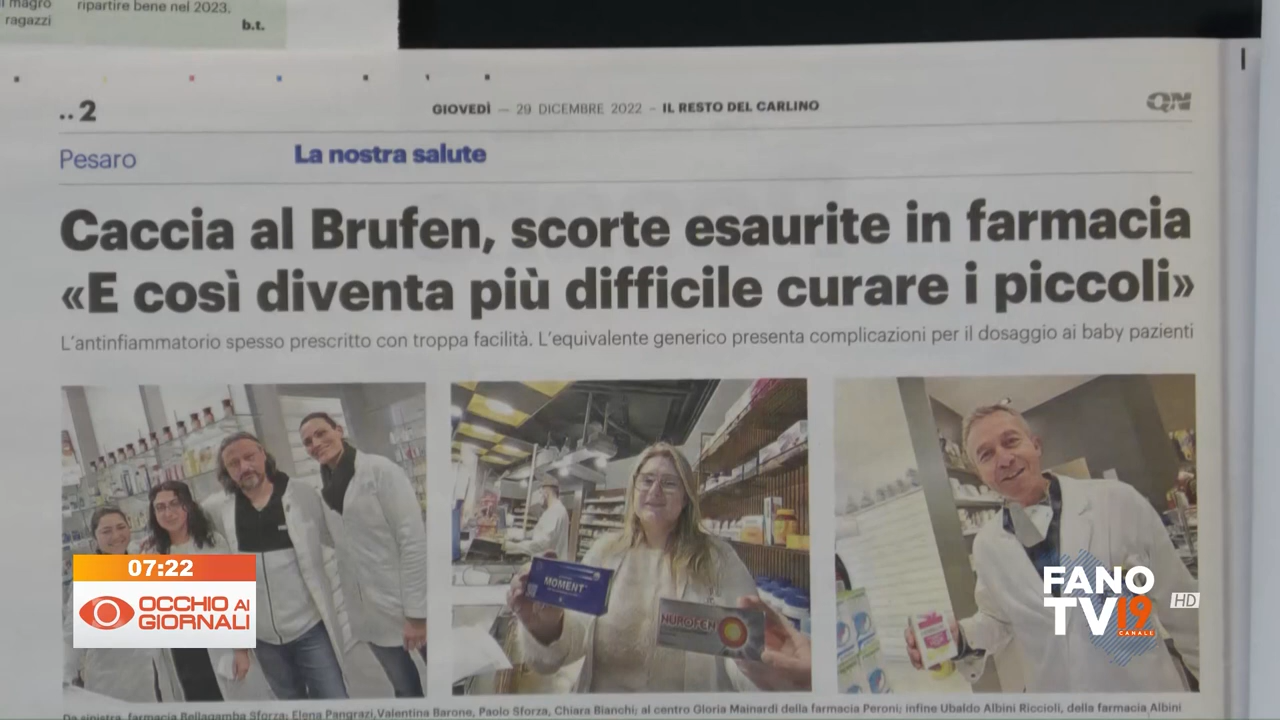 magro
ragazzi
ripartire bene nel 2023.
b.t.
..2
GIOVEDÌ — 29 DICEMBRE 2022 – IL RESTO DEL CARLINO
QN
Pesaro
La nostra salute
Caccia al Brufen, scorte esaurite in farmacia
«E così diventa più difficile curare i piccoli»
L'antinfiammatorio spesso prescritto con troppa facilità. L'equivalente generico presenta complicazioni per il dosaggio ai baby pazienti
MOMENT
NUROFEN
Da sinistra, farmacia Bellagamba Sforza: Elena Pangrazi, Valentina Barone, Paolo Sforza, Chiara Bianchi; al centro Gloria Mainardi della farmacia Peroni; infine Ubaldo Albini Riccioli, della farmacia Albini
07:22
OCCHIO AI
GIORNALI
FANO
TV19
CANALE
HD